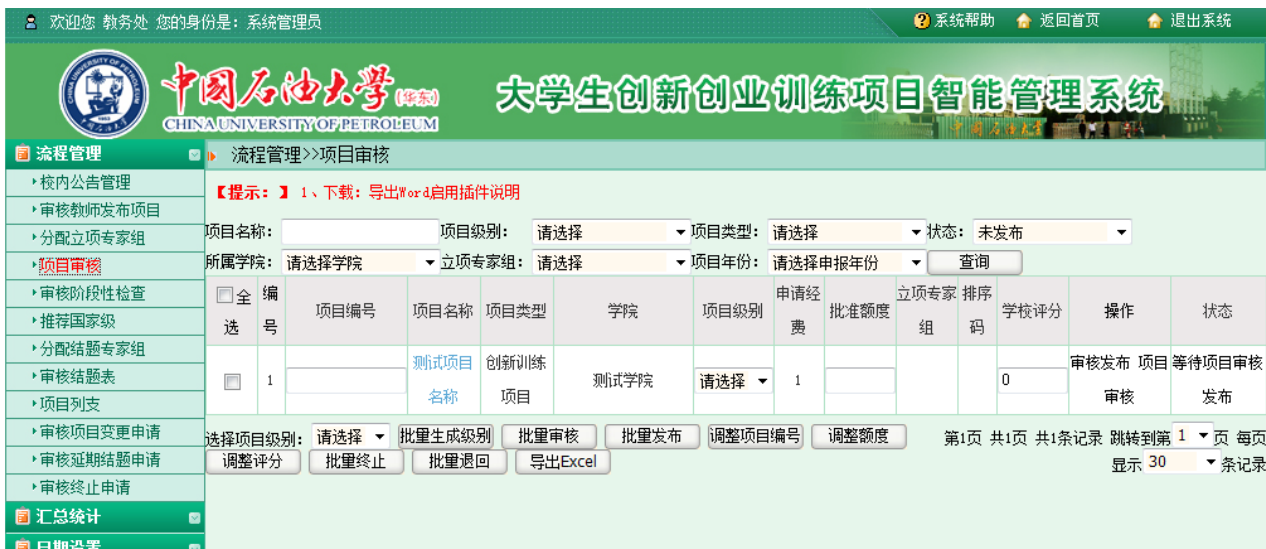 欢迎您 教务处 您的身份是：系统管理员 系统帮助 返回首页 退出系统
中国石油大学(华东) 大学生创新创业训练项目智能管理系统
CHINA UNIVERSITY OF PETROLEUM
流程管理
流程管理>>项目审核
校内公告管理
审核教师发布项目
分配立项专家组
项目审核
审核阶段性检查
推荐国家级
分配结题专家组
审核结题表
项目列支
审核项目变更申请
审核延期结题申请
审核终止申请
汇总统计
日期设置
【提示：】 1、下载：导出Word启用插件说明
项目名称： 项目级别： 请选择 项目类型： 请选择 状态： 未发布
所属学院： 请选择学院 立项专家组： 请选择 项目年份： 请选择申报年份 查询
全选 编号 项目编号 项目名称 项目类型 学院 项目级别 申请经费 批准额度 立项专家组 排序码 学校评分 操作 状态
1 测试项目名称 创新训练项目 测试学院 请选择 1 0 审核发布 项目审核 等待项目审核发布
选择项目级别： 请选择 批量生成级别 批量审核 批量发布 调整项目编号 调整额度 第1页 共1页 共1条记录 跳转到第 1 页 每页
调整评分 批量终止 批量退回 导出Excel 显示 30 条记录